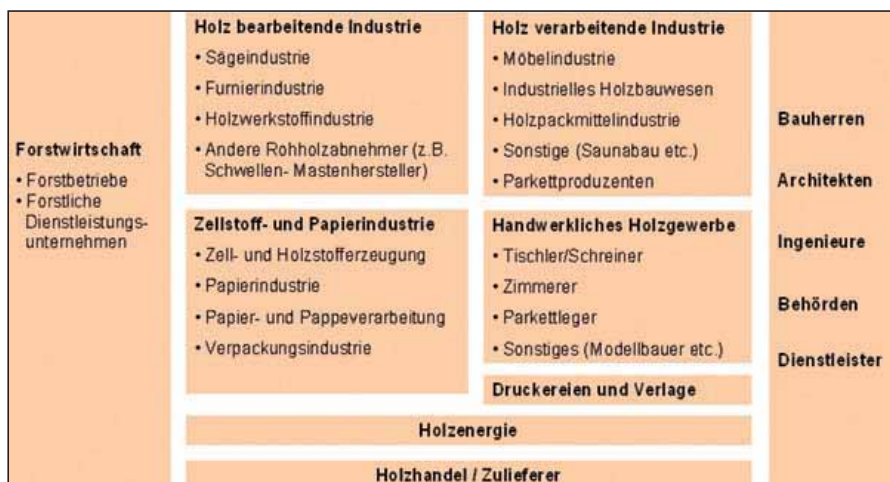 Forstwirtschaft
• Forstbetriebe
• Forstliche
Dienstleistungs-
unternehmen
Holz bearbeitende Industrie
• Sägeindustrie
• Furnierindustrie
• Holzwerkstoffindustrie
• Andere Rohholzabnehmer (z.B.
Schwellen- Mastenhersteller)
Zellstoff- und Papierindustrie
• Zell- und Holzstofferzeugung
• Papierindustrie
• Papier- und Pappeverarbeitung
• Verpackungsindustrie
Holz verarbeitende Industrie
• Möbelindustrie
• Industrielles Holzbauwesen
• Holzpackmittelindustrie
• Sonstige (Saunabau etc.)
• Parkettproduzenten
Handwerkliches Holzgewerbe
• Tischler/Schreiner
• Zimmerer
• Parkettleger
• Sonstiges (Modellbauer etc.)
Druckereien und Verlage
Holzenergie
Holzhandel / Zulieferer
Bauherren
Architekten
Ingenieure
Behörden
Dienstleister